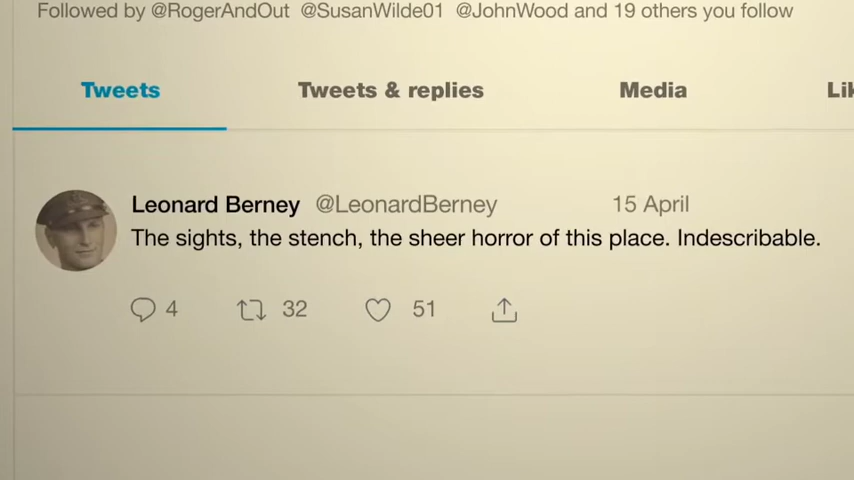 Followed by @RogerAndOut @SusanWilde01 @JohnWood and 19 others you follow
Tweets Tweets & replies Media
Leonard Berney @LeonardBerney 15 April
The sights, the stench, the sheer horror of this place. Indescribable.
4 32 51